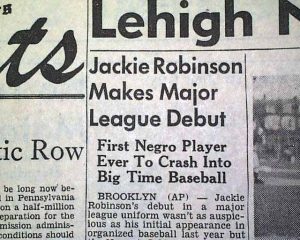 Lehigh
ts
Jackie Robinson
Makes Major
League Debut
First Negro Player
Ever To Crash Into
Big Time Baseball
tic Row
be long now be-
in Pennsylvania
on a half-million
eparation for the
mission adminis-
conditions should
BROOKLYN (AP) — Jackie
Robinson's debut in a major
league uniform wasn't as auspic-
ious as his initial appearance in
organized baseball last year but